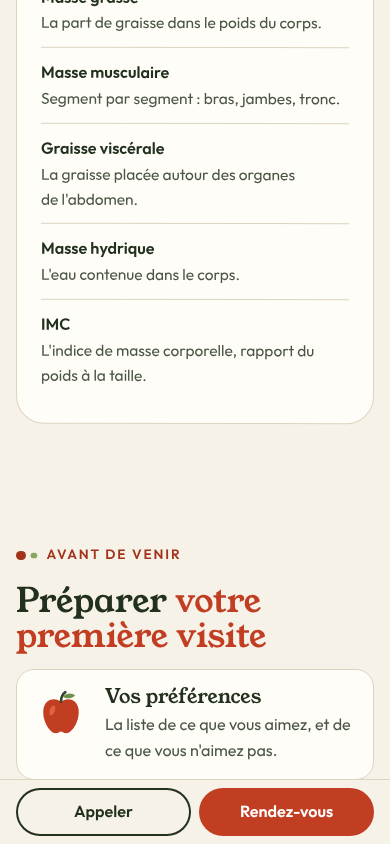 Masse grasse
La part de graisse dans le poids du corps.
Masse musculaire
Segment par segment : bras, jambes, tronc.
Graisse viscérale
La graisse placée autour des organes
de l'abdomen.
Masse hydrique
L'eau contenue dans le corps.
IMC
L'indice de masse corporelle, rapport du
poids à la taille.
AVANT DE VENIR
Préparer votre
première visite
Vos préférences
La liste de ce que vous aimez, et de
ce que vous n'aimez pas.
Appeler
Rendez-vous